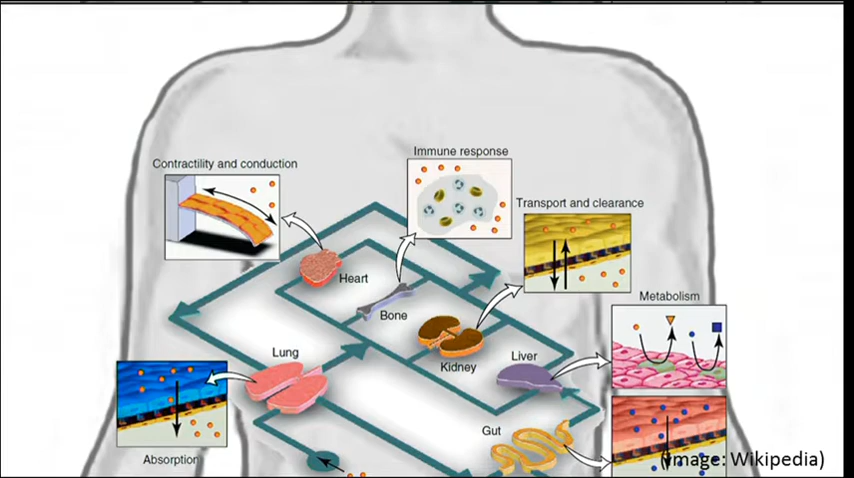 Immune response
Contractility and conduction
Transport and clearance
Heart
Metabolism
Bone
Lung
Liver
Kidney
Gut
Absorption
(Image: Wikipedia)